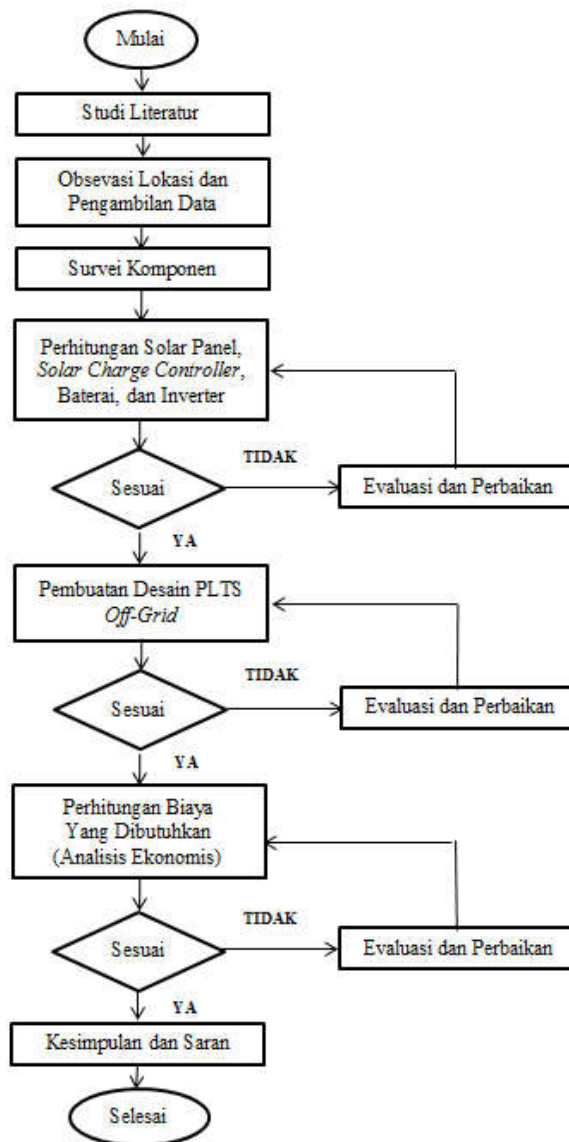 Mulai
Studi Literatur
Obsevasi Lokasi dan
Pengambilan Data
Survei Komponen
Perhitungan Solar Panel,
Solar Charge Controller,
Baterai, dan Inverter
TIDAK
Sesuai
Evaluasi dan Perbaikan
YA
Pembuatan Desain PLTS
Off-Grid
TIDAK
Sesuai
Evaluasi dan Perbaikan
YA
Perhitungan Biaya
Yang Dibutuhkan
(Analisis Ekonomis)
TIDAK
Sesuai
Evaluasi dan Perbaikan
YA
Kesimpulan dan Saran
Selesai